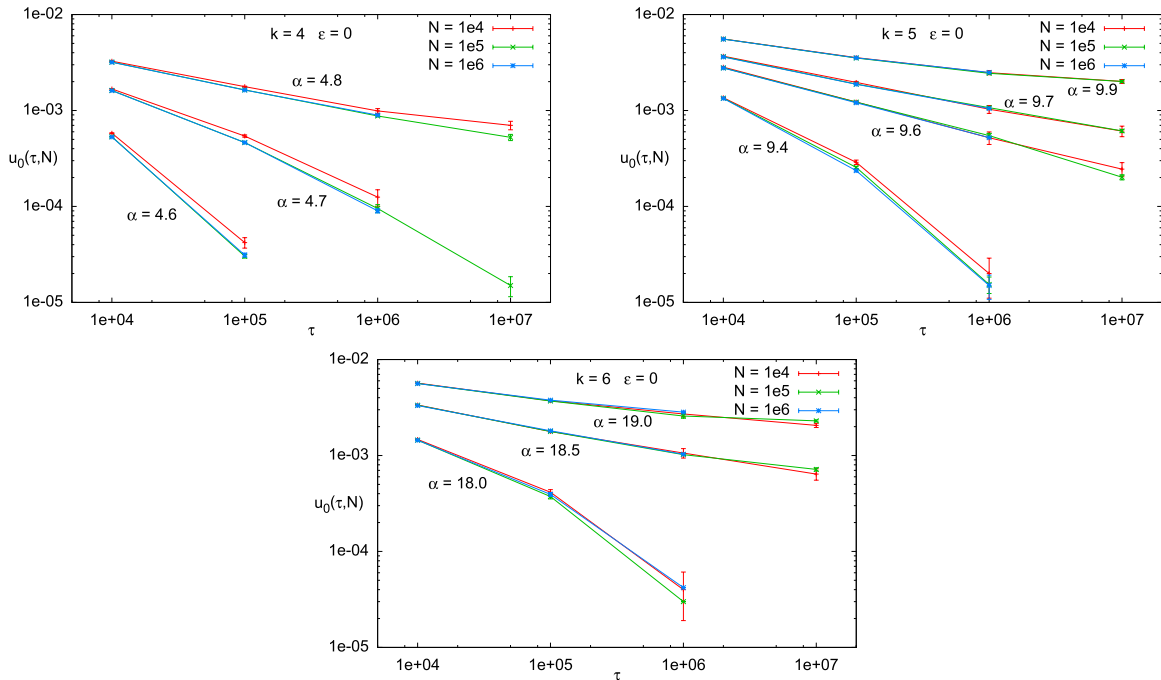 1e-02
1e-03
1e-04
1e-05
u0(τ,N)
k = 4 ε = 0
N = 1e4
N = 1e5
N = 1e6
α = 4.8
α = 4.7
α = 4.6
1e+04 1e+05 1e+06 1e+07
τ
1e-02
1e-03
1e-04
1e-05
u0(τ,N)
k = 5 ε = 0
N = 1e4
N = 1e5
N = 1e6
α = 9.9
α = 9.7
α = 9.6
α = 9.4
1e+04 1e+05 1e+06 1e+07
τ
1e-02
1e-03
1e-04
1e-05
u0(τ,N)
k = 6 ε = 0
N = 1e4
N = 1e5
N = 1e6
α = 19.0
α = 18.5
α = 18.0
1e+04 1e+05 1e+06 1e+07
τ